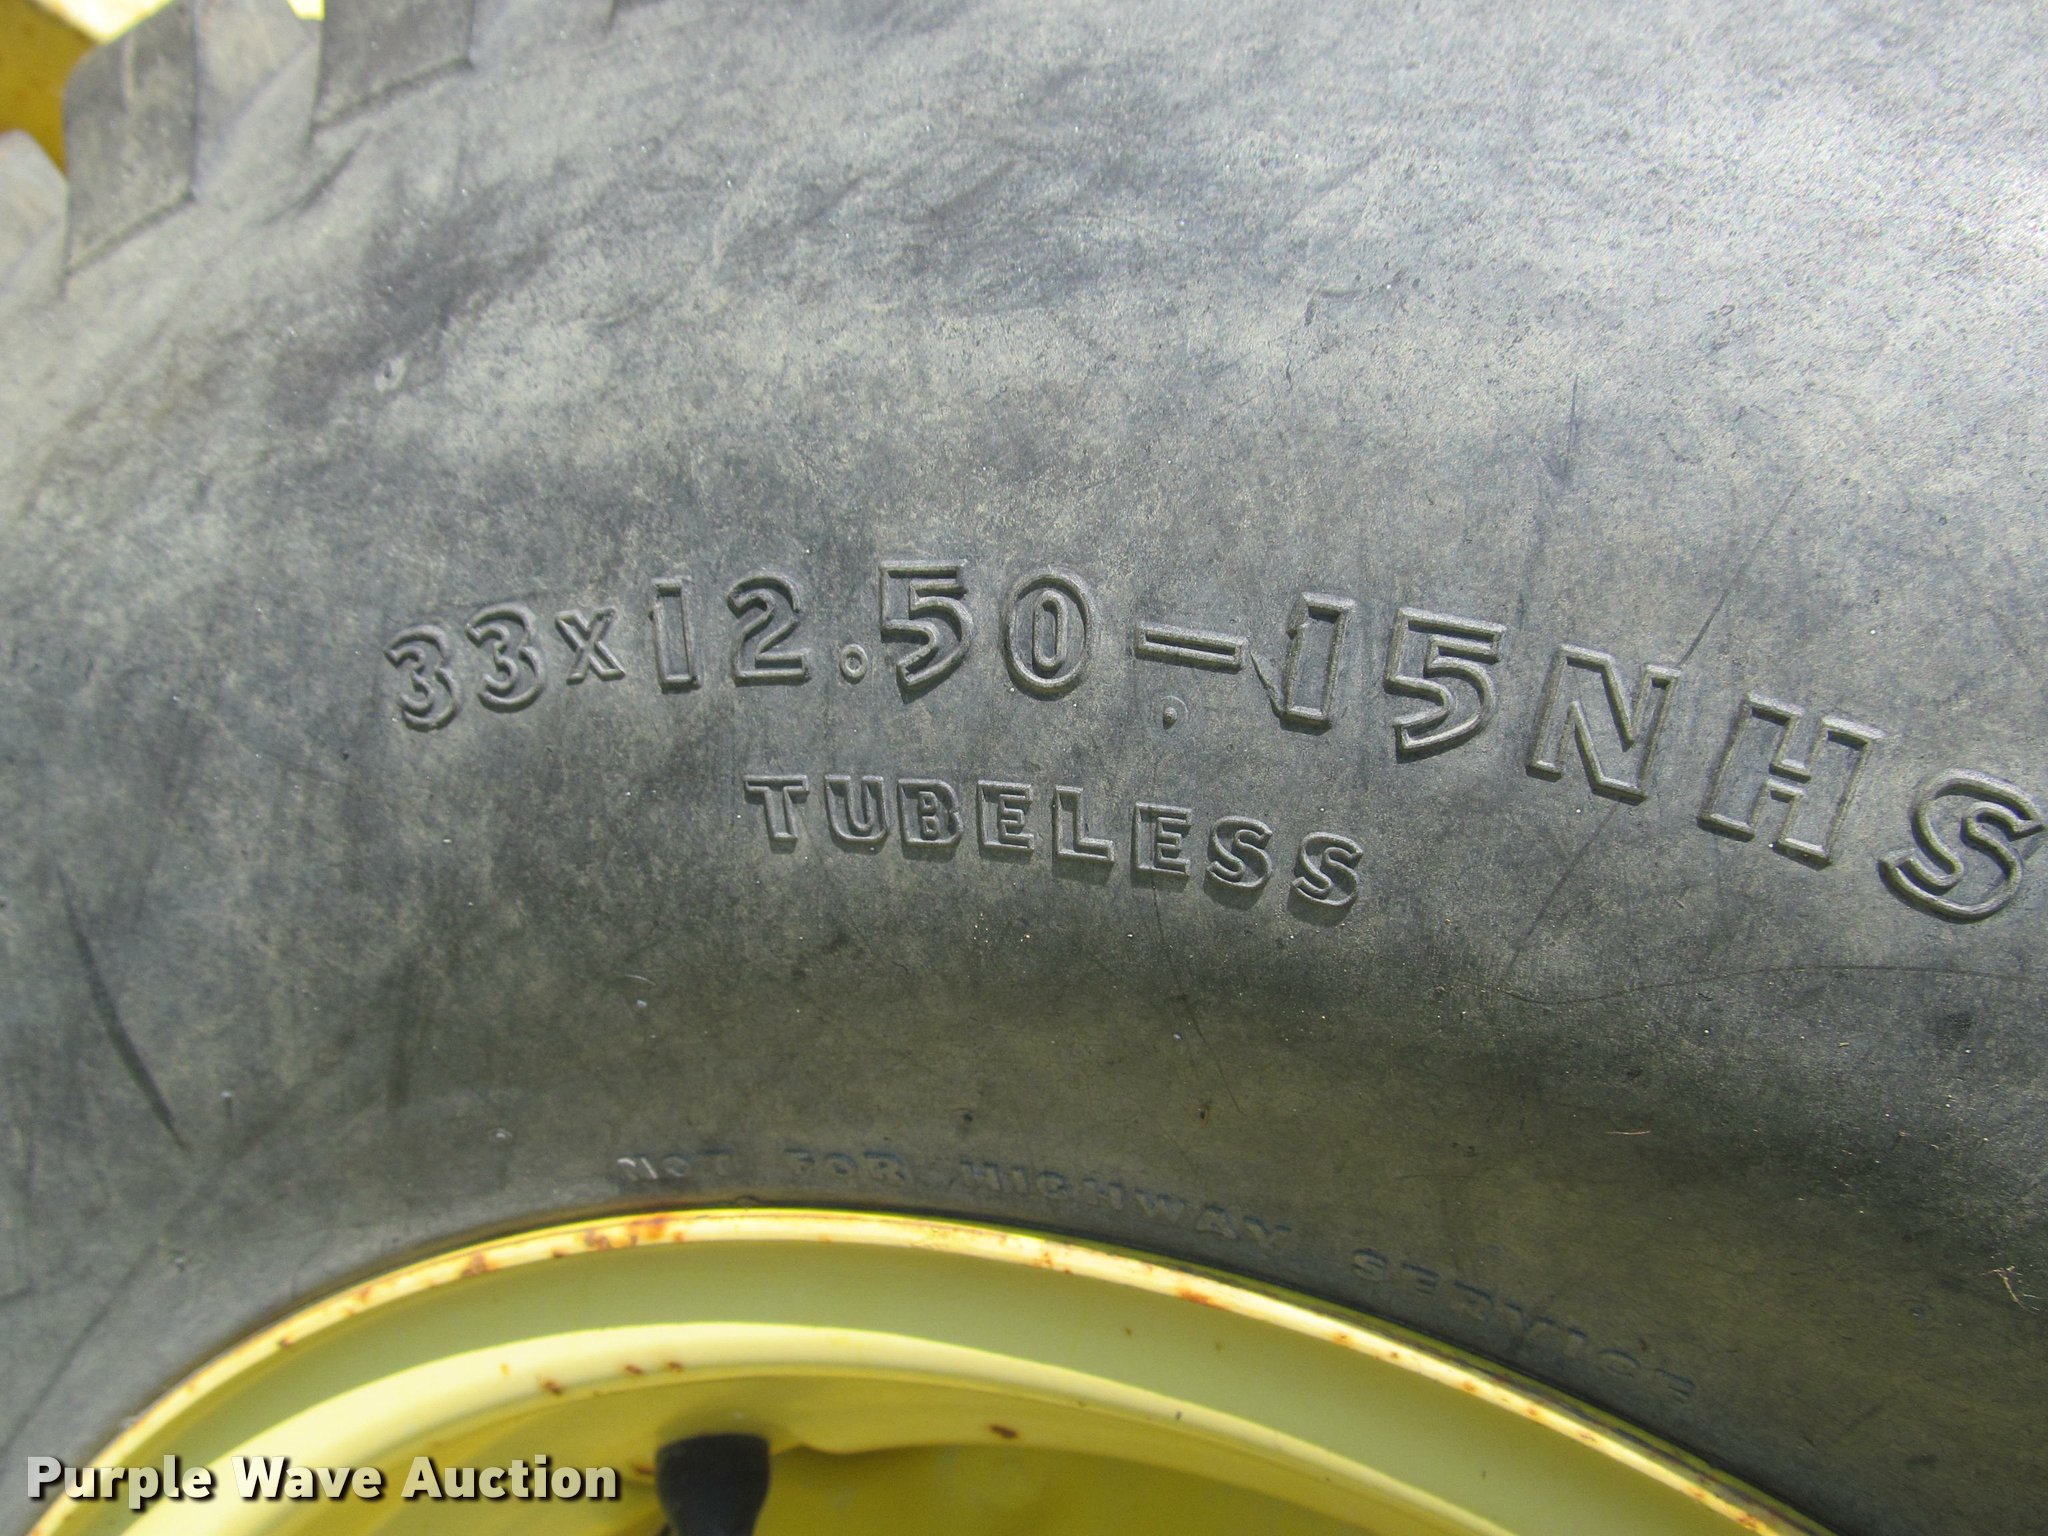 33x12.50-15NHS
TUBELESS
NOT FOR HIGHWAY SERVICE
Purple Wave Auction